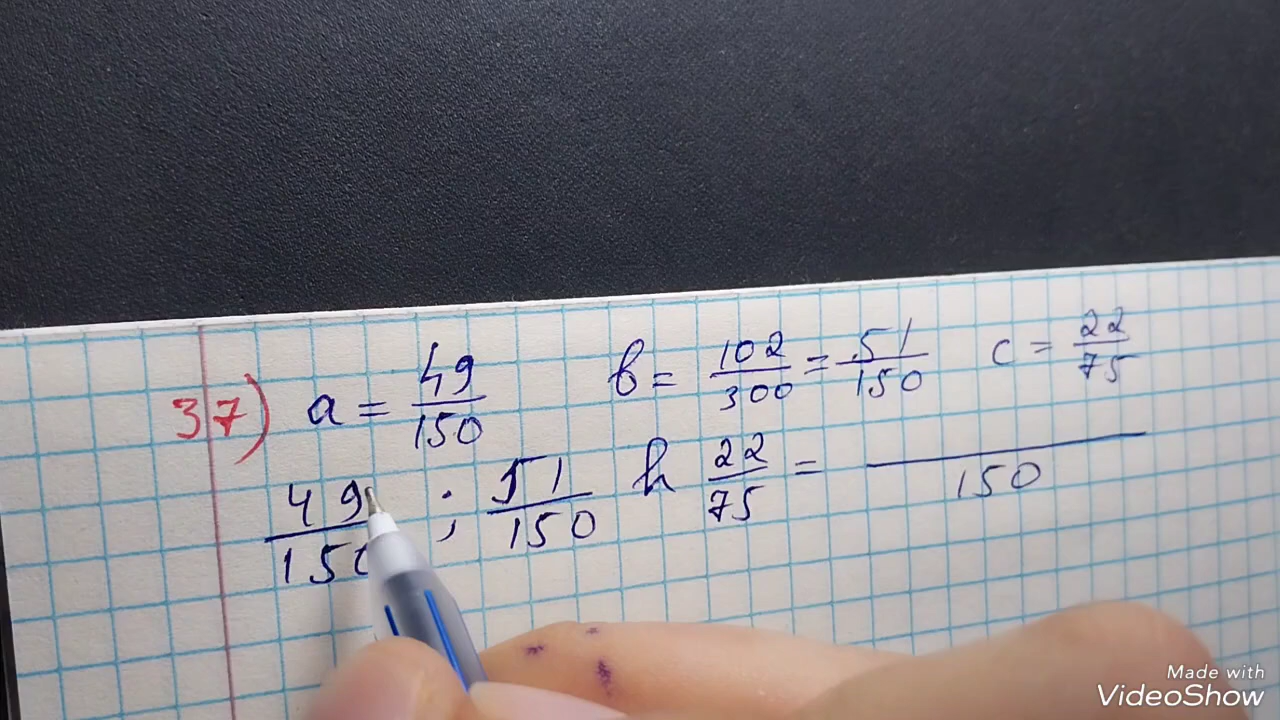 37) a = 49/150 b = 102/300 = 51/150 c = 22/75
49/150 ; 51/150 h 22/75 = /150
Made with
VideoShow